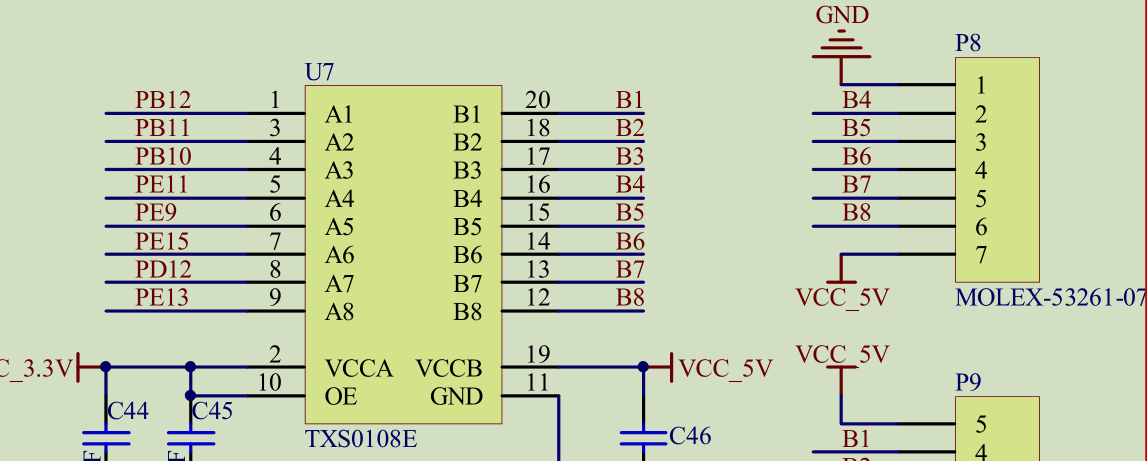 GND
P8
U7
PB12 1 A1 B1 20 B1
PB11 3 A2 B2 18 B2
PB10 4 A3 B3 17 B3
PE11 5 A4 B4 16 B4
PE9 6 A5 B5 15 B5
PE15 7 A6 B6 14 B6
PD12 8 A7 B7 13 B7
PE13 9 A8 B8 12 B8
C_3.3V 2 VCCA VCCB 19 VCC_5V
10 OE GND 11
C44 C45 TXS0108E C46
F F
1
B4 2
B5 3
B6 4
B7 5
B8 6
7
VCC_5V MOLEX-53261-07
VCC_5V
P9
5
B1 4